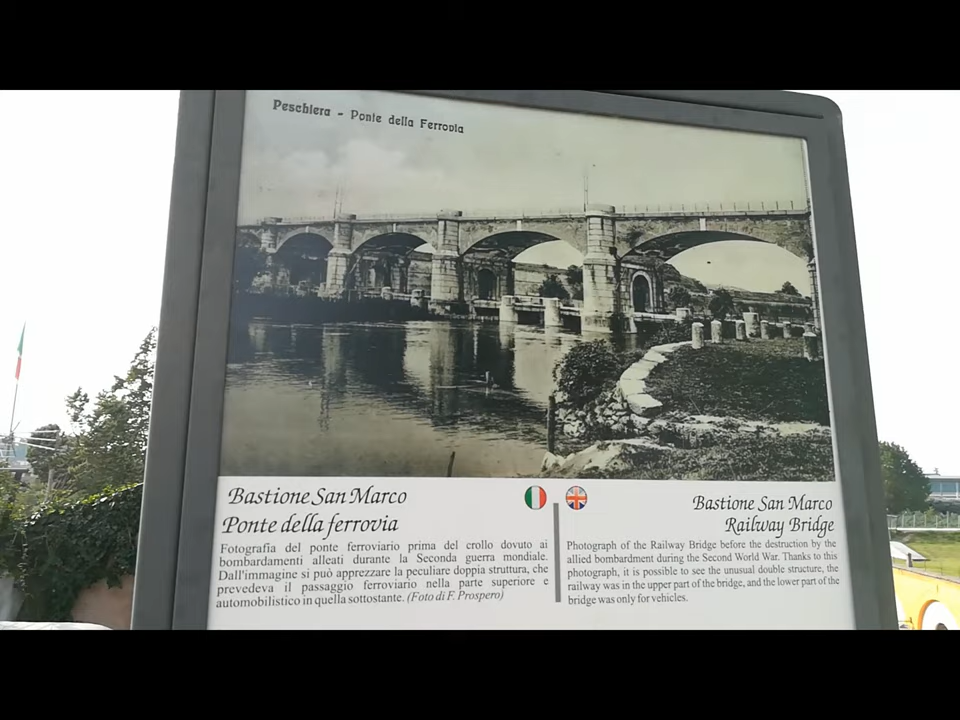 Peschiera - Ponte della Ferrovia
Bastione San Marco
Ponte della ferrovia
Fotografia del ponte ferroviario prima del crollo dovuto ai
bombardamenti alleati durante la Seconda guerra mondiale.
Dall'immagine si può apprezzare la peculiare doppia struttura, che
prevedeva il passaggio ferroviario nella parte superiore e
automobilistico in quella sottostante. (Foto di F. Prospero)
Bastione San Marco
Railway Bridge
Photograph of the Railway Bridge before the destruction by the
allied bombardment during the Second World War. Thanks to this
photograph, it is possible to see the unusual double structure, the
railway was in the upper part of the bridge, and the lower part of the
bridge was only for vehicles.